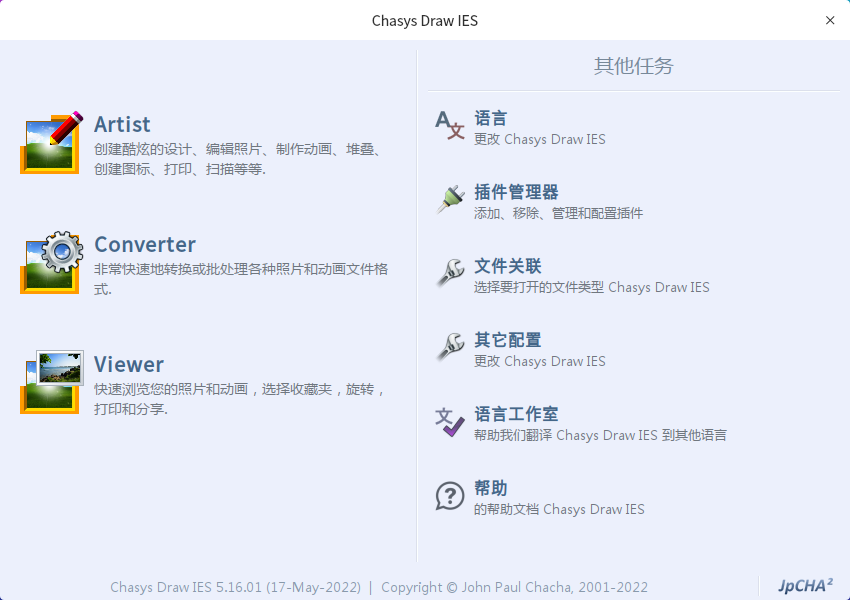 Chasys Draw IES
Artist
创建酷炫的设计、编辑照片、制作动画、堆叠、
创建图标、打印、扫描等等.
Converter
非常快速地转换或批处理各种照片和动画文件格
式.
Viewer
快速浏览您的照片和动画，选择收藏夹，旋转，
打印和分享.
其他任务
语言
更改 Chasys Draw IES
插件管理器
添加、移除、管理和配置插件
文件关联
选择要打开的文件类型 Chasys Draw IES
其它配置
更改 Chasys Draw IES
语言工作室
帮助我们翻译 Chasys Draw IES 到其他语言
帮助
的帮助文档 Chasys Draw IES
Chasys Draw IES 5.16.01 (17-May-2022) | Copyright © John Paul Chacha, 2001-2022
JpCHA²